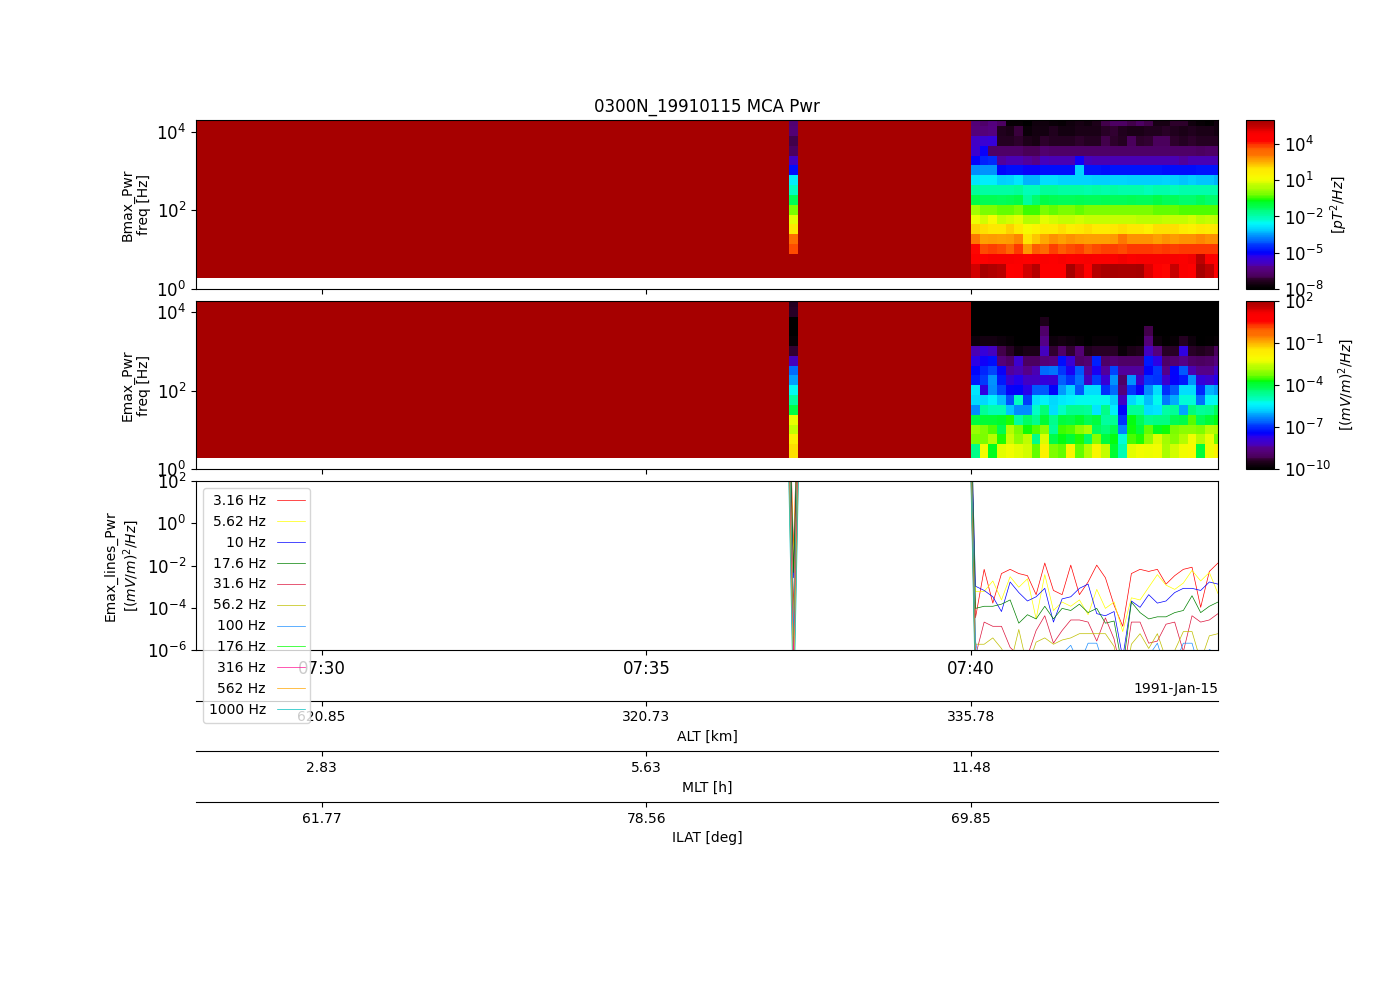 0300N_19910115 MCA Pwr
Bmax_Pwr
freq [Hz]
10^4
10^2
10^0
10^4
10^1
10^-2
10^-5
10^-8
[pT^2/Hz]
Emax_Pwr
freq [Hz]
10^4
10^2
10^0
10^2
10^-1
10^-4
10^-7
10^-10
[(mV/m)^2/Hz]
Emax_lines_Pwr
[(mV/m)^2/Hz]
10^2
10^0
10^-2
10^-4
10^-6
3.16 Hz
5.62 Hz
10 Hz
17.6 Hz
31.6 Hz
56.2 Hz
100 Hz
176 Hz
316 Hz
562 Hz
1000 Hz
07:30 07:35 07:40
1991-Jan-15
620.85 320.73 335.78
ALT [km]
2.83 5.63 11.48
MLT [h]
61.77 78.56 69.85
ILAT [deg]